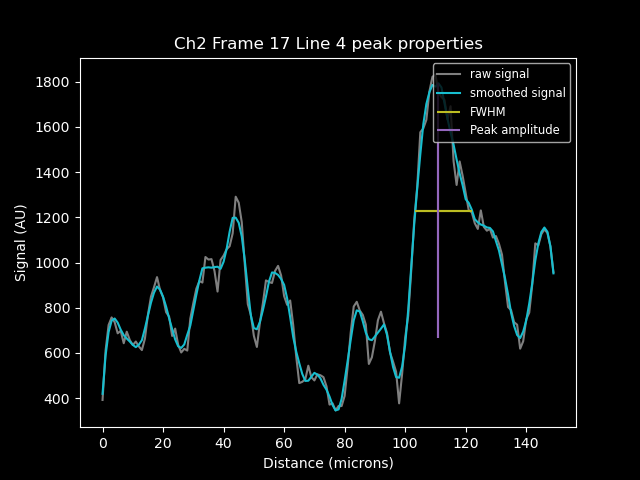 Ch2 Frame 17 Line 4 peak properties
raw signal
smoothed signal
FWHM
Peak amplitude
Signal (AU)
1800
1600
1400
1200
1000
800
600
400
0 20 40 60 80 100 120 140
Distance (microns)